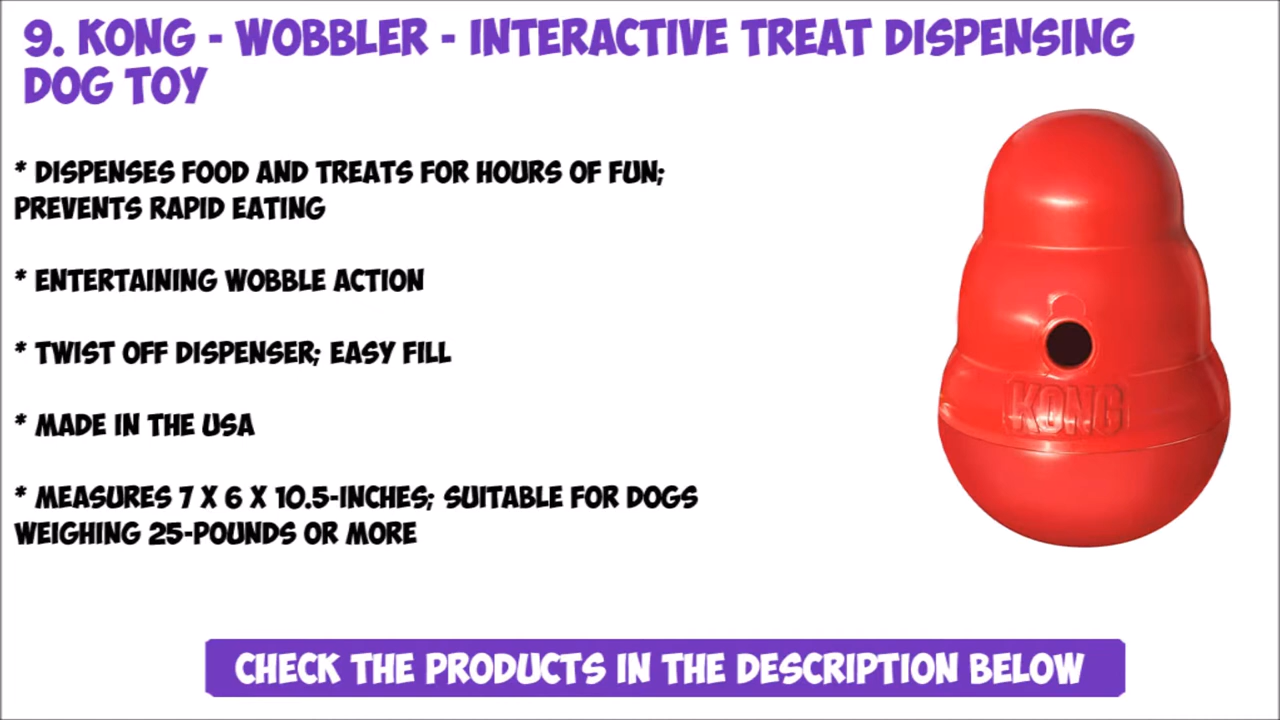 9. KONG - WOBBLER - INTERACTIVE TREAT DISPENSING
DOG TOY
* DISPENSES FOOD AND TREATS FOR HOURS OF FUN;
PREVENTS RAPID EATING
* ENTERTAINING WOBBLE ACTION
* TWIST OFF DISPENSER; EASY FILL
* MADE IN THE USA
* MEASURES 7 X 6 X 10.5-INCHES; SUITABLE FOR DOGS
WEIGHING 25-POUNDS OR MORE
KONG
CHECK THE PRODUCTS IN THE DESCRIPTION BELOW